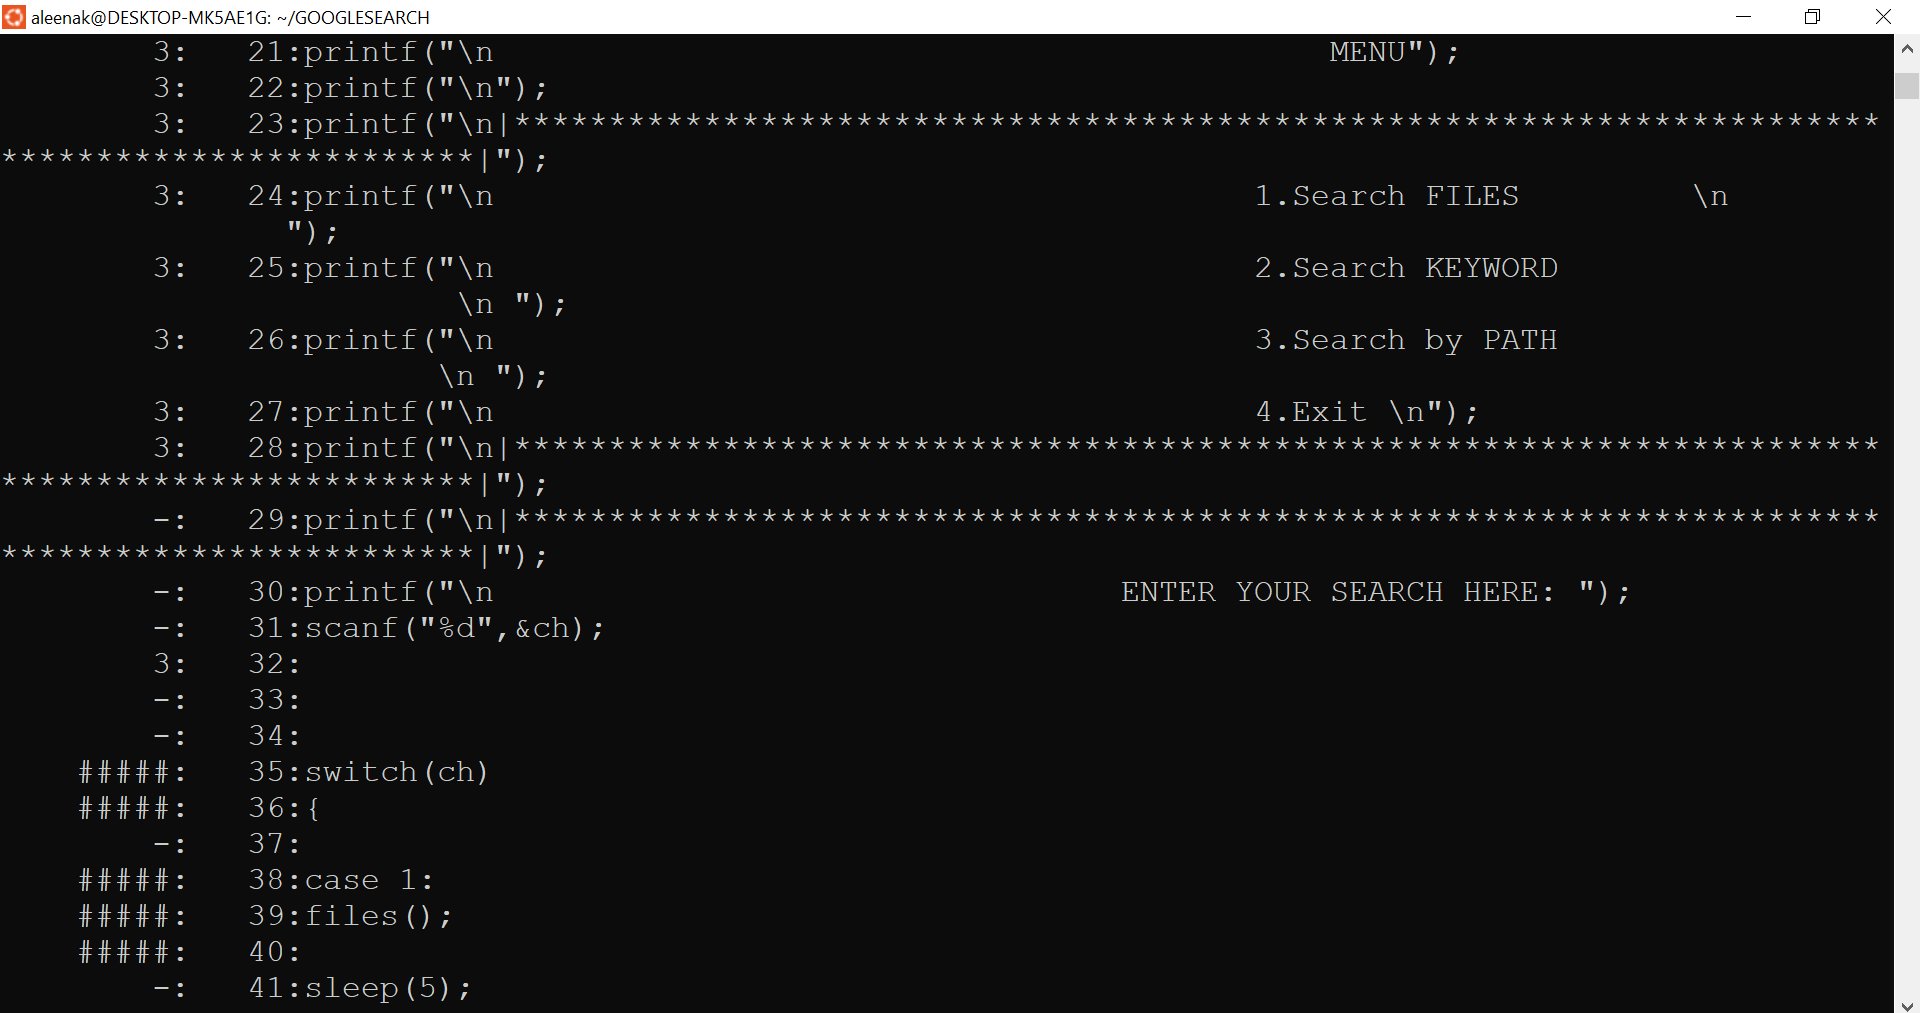 aleenak@DESKTOP-MK5AE1G: ~/GOOGLESEARCH
3: 21:printf("\n MENU");
3: 22:printf("\n");
3: 23:printf("\n|************************************************************************
*************************|");
3: 24:printf("\n 1.Search FILES \n
");
3: 25:printf("\n 2.Search KEYWORD
\n ");
3: 26:printf("\n 3.Search by PATH
\n ");
3: 27:printf("\n 4.Exit \n");
3: 28:printf("\n|************************************************************************
*************************|");
-: 29:printf("\n|************************************************************************
*************************|");
-: 30:printf("\n ENTER YOUR SEARCH HERE: ");
-: 31:scanf("%d",&ch);
3: 32:
-: 33:
-: 34:
#####: 35:switch(ch)
#####: 36:{
-: 37:
#####: 38:case 1:
#####: 39:files();
#####: 40:
-: 41:sleep(5);